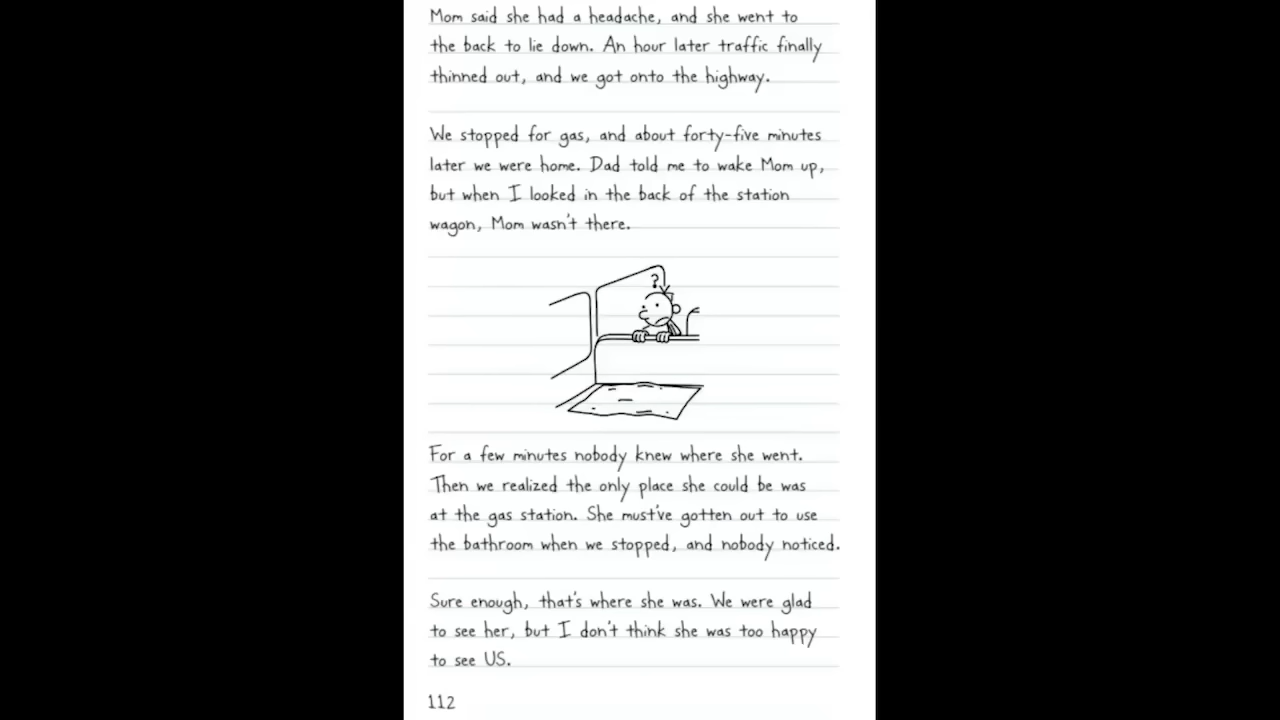 Mom said she had a headache, and she went to
the back to lie down. An hour later traffic finally
thinned out, and we got onto the highway.
We stopped for gas, and about forty-five minutes
later we were home. Dad told me to wake Mom up,
but when I looked in the back of the station
wagon, Mom wasn't there.
?
For a few minutes nobody knew where she went.
Then we realized the only place she could be was
at the gas station. She must've gotten out to use
the bathroom when we stopped, and nobody noticed.
Sure enough, that's where she was. We were glad
to see her, but I don't think she was too happy
to see US.
112